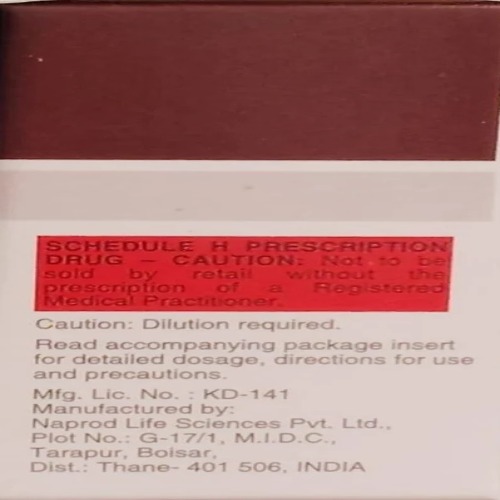 SCHEDULE H PRESCRIPTION
DRUG – CAUTION: Not to be
sold by retail without the
prescription of a Registered
Medical Practitioner.
Caution: Dilution required.
Read accompanying package insert
for detailed dosage, directions for use
and precautions.
Mfg. Lic. No. : KD-141
Manufactured by:
Naprod Life Sciences Pvt. Ltd.,
Plot No.: G-17/1, M.I.D.C.,
Tarapur, Boisar,
Dist.: Thane- 401 506, INDIA